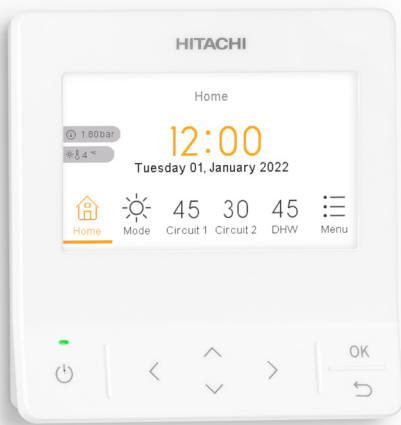 HITACHI
Home
1.80bar
4 °C
12:00
Tuesday 01, January 2022
45 30 45
Home Mode Circuit 1 Circuit 2 DHW Menu
OK